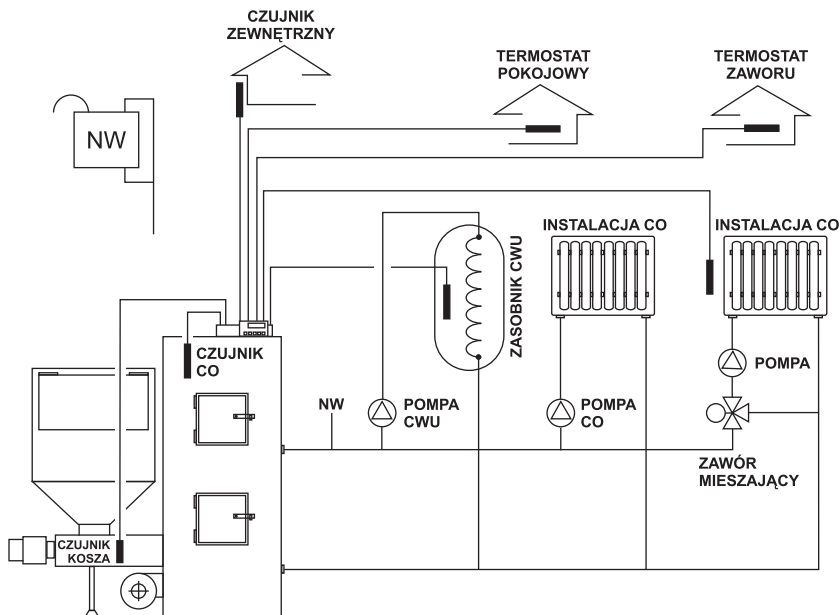 CZUJNIK
ZEWNĘTRZNY
TERMOSTAT
POKOJOWY
TERMOSTAT
ZAWORU
NW
INSTALACJA CO
INSTALACJA CO
ZASOBNIK CWU
CZUJNIK
CO
POMPA
NW
POMPA
CWU
POMPA
CO
ZAWÓR
MIESZAJĄCY
CZUJNIK
KOSZA